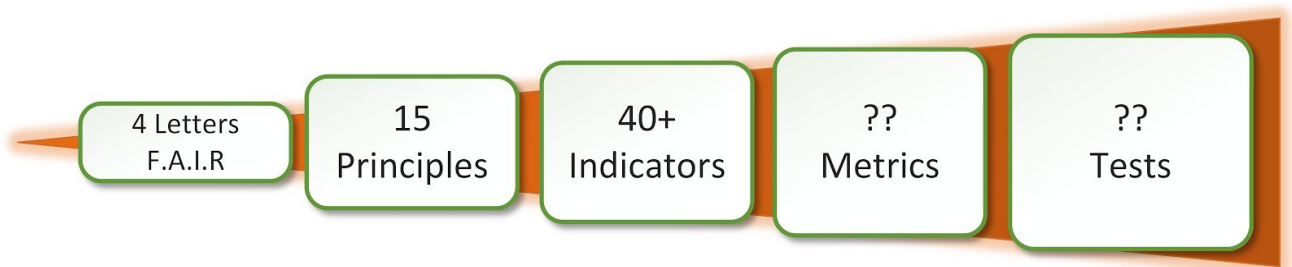 4 Letters
F.A.I.R
15
Principles
40+
Indicators
??
Metrics
??
Tests